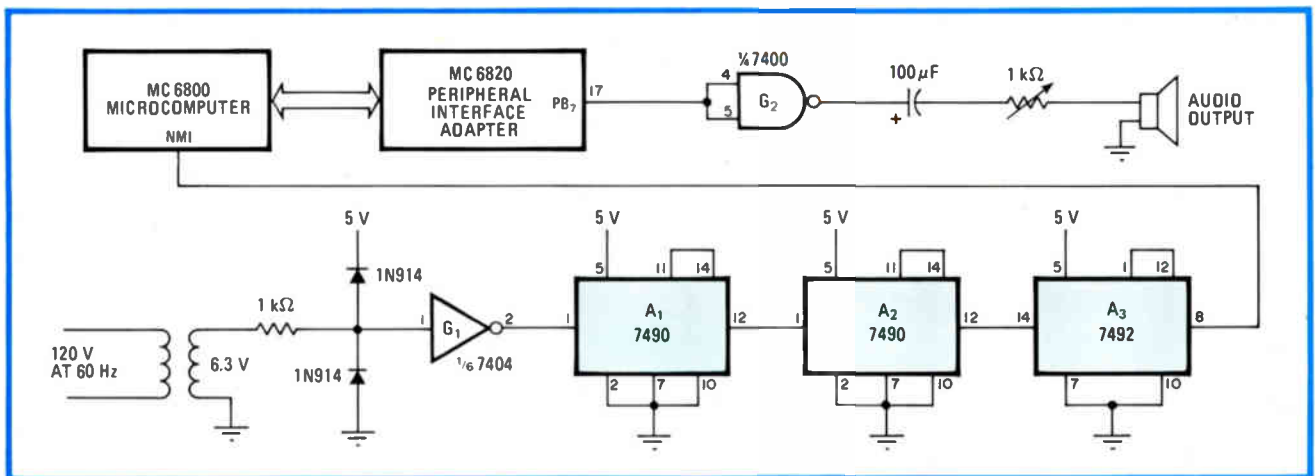 MC 6800
MICROCOMPUTER
NMI
MC 6820
PERIPHERAL
INTERFACE
ADAPTER
PB7
17
¼ 7400
4
5
G2
100 µF
+
1 kΩ
AUDIO
OUTPUT
120 V
AT 60 Hz
6.3 V
1 kΩ
5 V
1N914
1N914
1
G1
2
1/6 7404
5 V
5
11
14
1
A1
7490
12
2
7
10
5 V
5
11
14
1
A2
7490
12
2
7
10
5 V
5
1
12
14
A3
7492
8
7
10